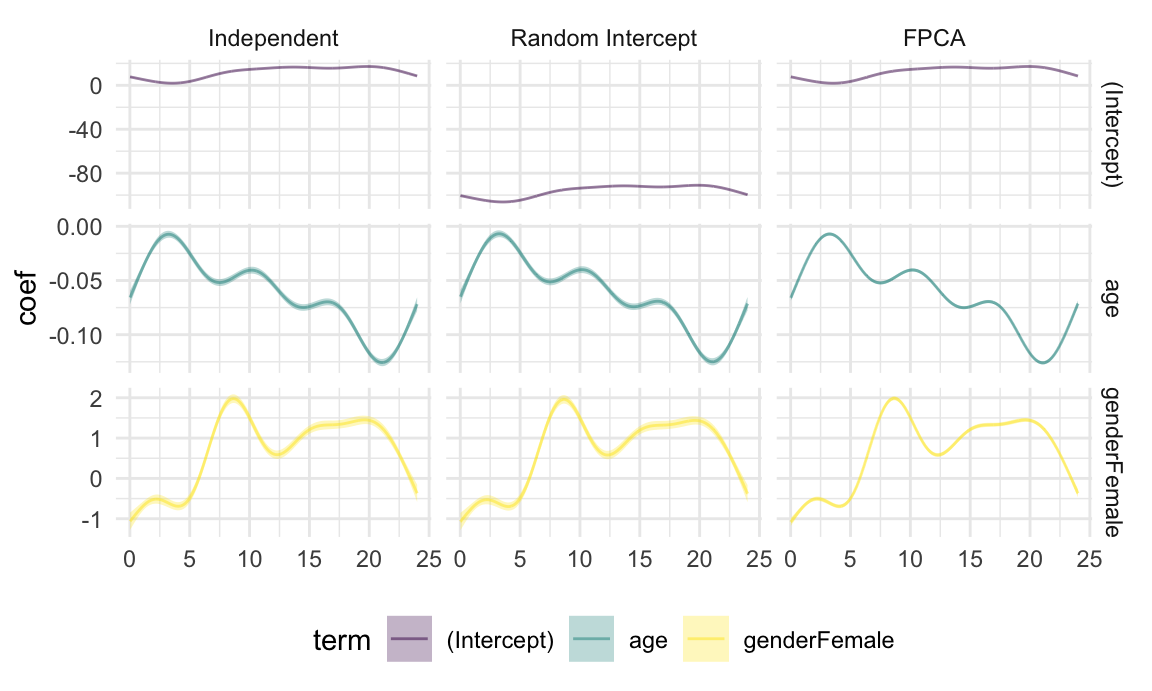 Independent Random Intercept FPCA
0
-40
-80
(Intercept)
0.00
-0.05
-0.10
age
coef
2
1
0
-1
genderFemale
0 5 10 15 20 25 0 5 10 15 20 25 0 5 10 15 20 25
term (Intercept) age genderFemale